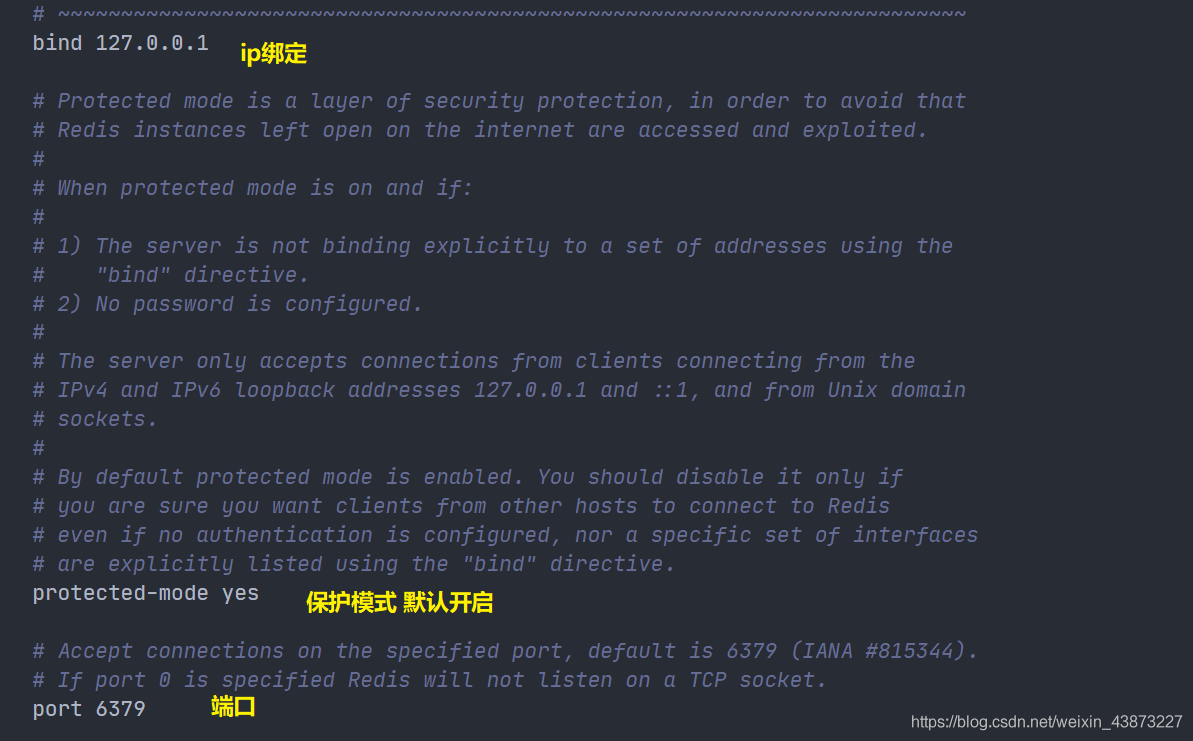 # ~~~~~~~~~~~~~~~~~~~~~~~~~~~~~~~~~~~~~~~~~~~~~~~~~~~~~~~~~~~~~~~~~~~~~~~~
bind 127.0.0.1 ip绑定
# Protected mode is a layer of security protection, in order to avoid that
# Redis instances left open on the internet are accessed and exploited.
#
# When protected mode is on and if:
#
# 1) The server is not binding explicitly to a set of addresses using the
#    "bind" directive.
# 2) No password is configured.
#
# The server only accepts connections from clients connecting from the
# IPv4 and IPv6 loopback addresses 127.0.0.1 and ::1, and from Unix domain
# sockets.
#
# By default protected mode is enabled. You should disable it only if
# you are sure you want clients from other hosts to connect to Redis
# even if no authentication is configured, nor a specific set of interfaces
# are explicitly listed using the "bind" directive.
protected-mode yes 保护模式 默认开启
# Accept connections on the specified port, default is 6379 (IANA #815344).
# If port 0 is specified Redis will not listen on a TCP socket.
port 6379 端口
https://blog.csdn.net/weixin_43873227